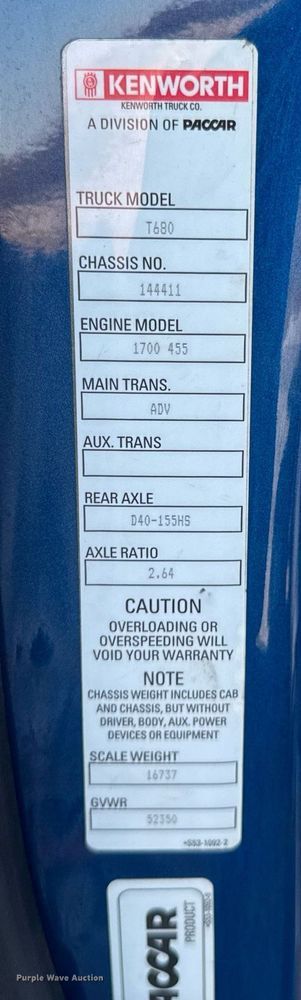 KENWORTH
KENWORTH TRUCK CO.
A DIVISION OF PACCAR
TRUCK MODEL
T680
CHASSIS NO.
144411
ENGINE MODEL
1700 455
MAIN TRANS.
ADV
AUX. TRANS
REAR AXLE
D40-155HS
AXLE RATIO
2.64
CAUTION
OVERLOADING OR
OVERSPEEDING WILL
VOID YOUR WARRANTY
NOTE
CHASSIS WEIGHT INCLUDES CAB
AND CHASSIS, BUT WITHOUT
DRIVER, BODY, AUX. POWER
DEVICES OR EQUIPMENT
SCALE WEIGHT
16737
GVWR
52350
PACCAR
PRODUCT
Purple Wave Auction